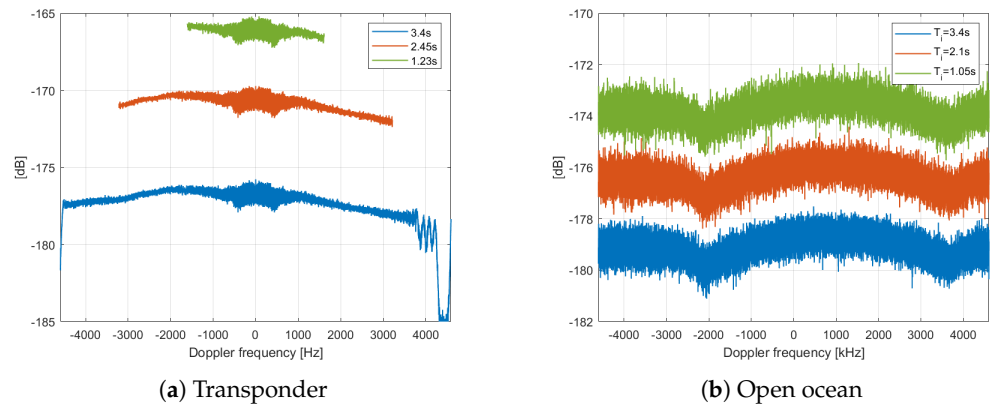 -165
-170
-175
-180
-185
[dB]
-4000 -3000 -2000 -1000 0 1000 2000 3000 4000
Doppler frequency [Hz]
3.4s
2.45s
1.23s
(a) Transponder
-170
-172
-174
-176
-178
-180
-182
[dB]
-4000 -3000 -2000 -1000 0 1000 2000 3000 4000
Doppler frequency [kHz]
T_i=3.4s
T_i=2.1s
T_i=1.05s
(b) Open ocean